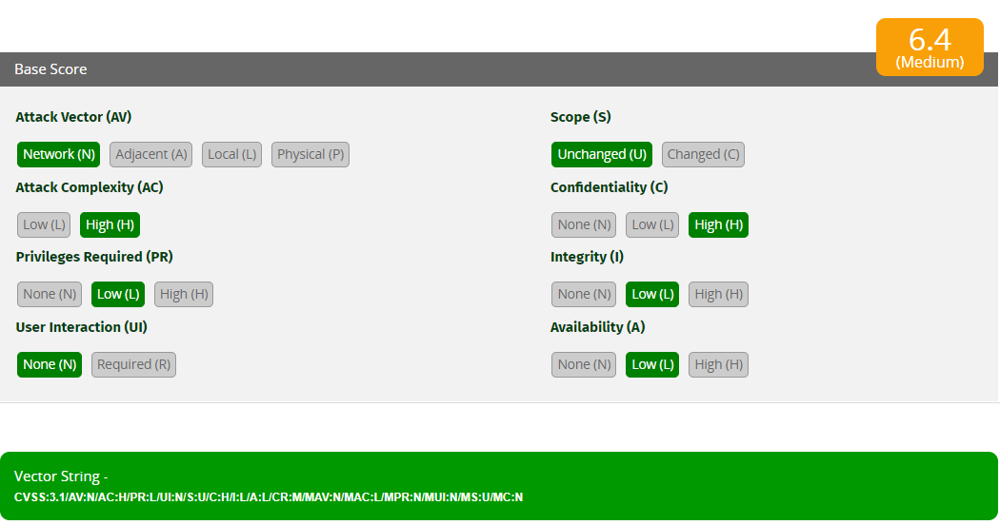 6.4
(Medium)
Base Score
Attack Vector (AV)
Network (N) Adjacent (A) Local (L) Physical (P)
Attack Complexity (AC)
Low (L) High (H)
Privileges Required (PR)
None (N) Low (L) High (H)
User Interaction (UI)
None (N) Required (R)
Scope (S)
Unchanged (U) Changed (C)
Confidentiality (C)
None (N) Low (L) High (H)
Integrity (I)
None (N) Low (L) High (H)
Availability (A)
None (N) Low (L) High (H)
Vector String -
CVSS:3.1/AV:N/AC:H/PR:L/UI:N/S:U/C:H/I:L/A:L/CR:M/MAV:N/MAC:L/MPR:N/MUI:N/MS:U/MC:N